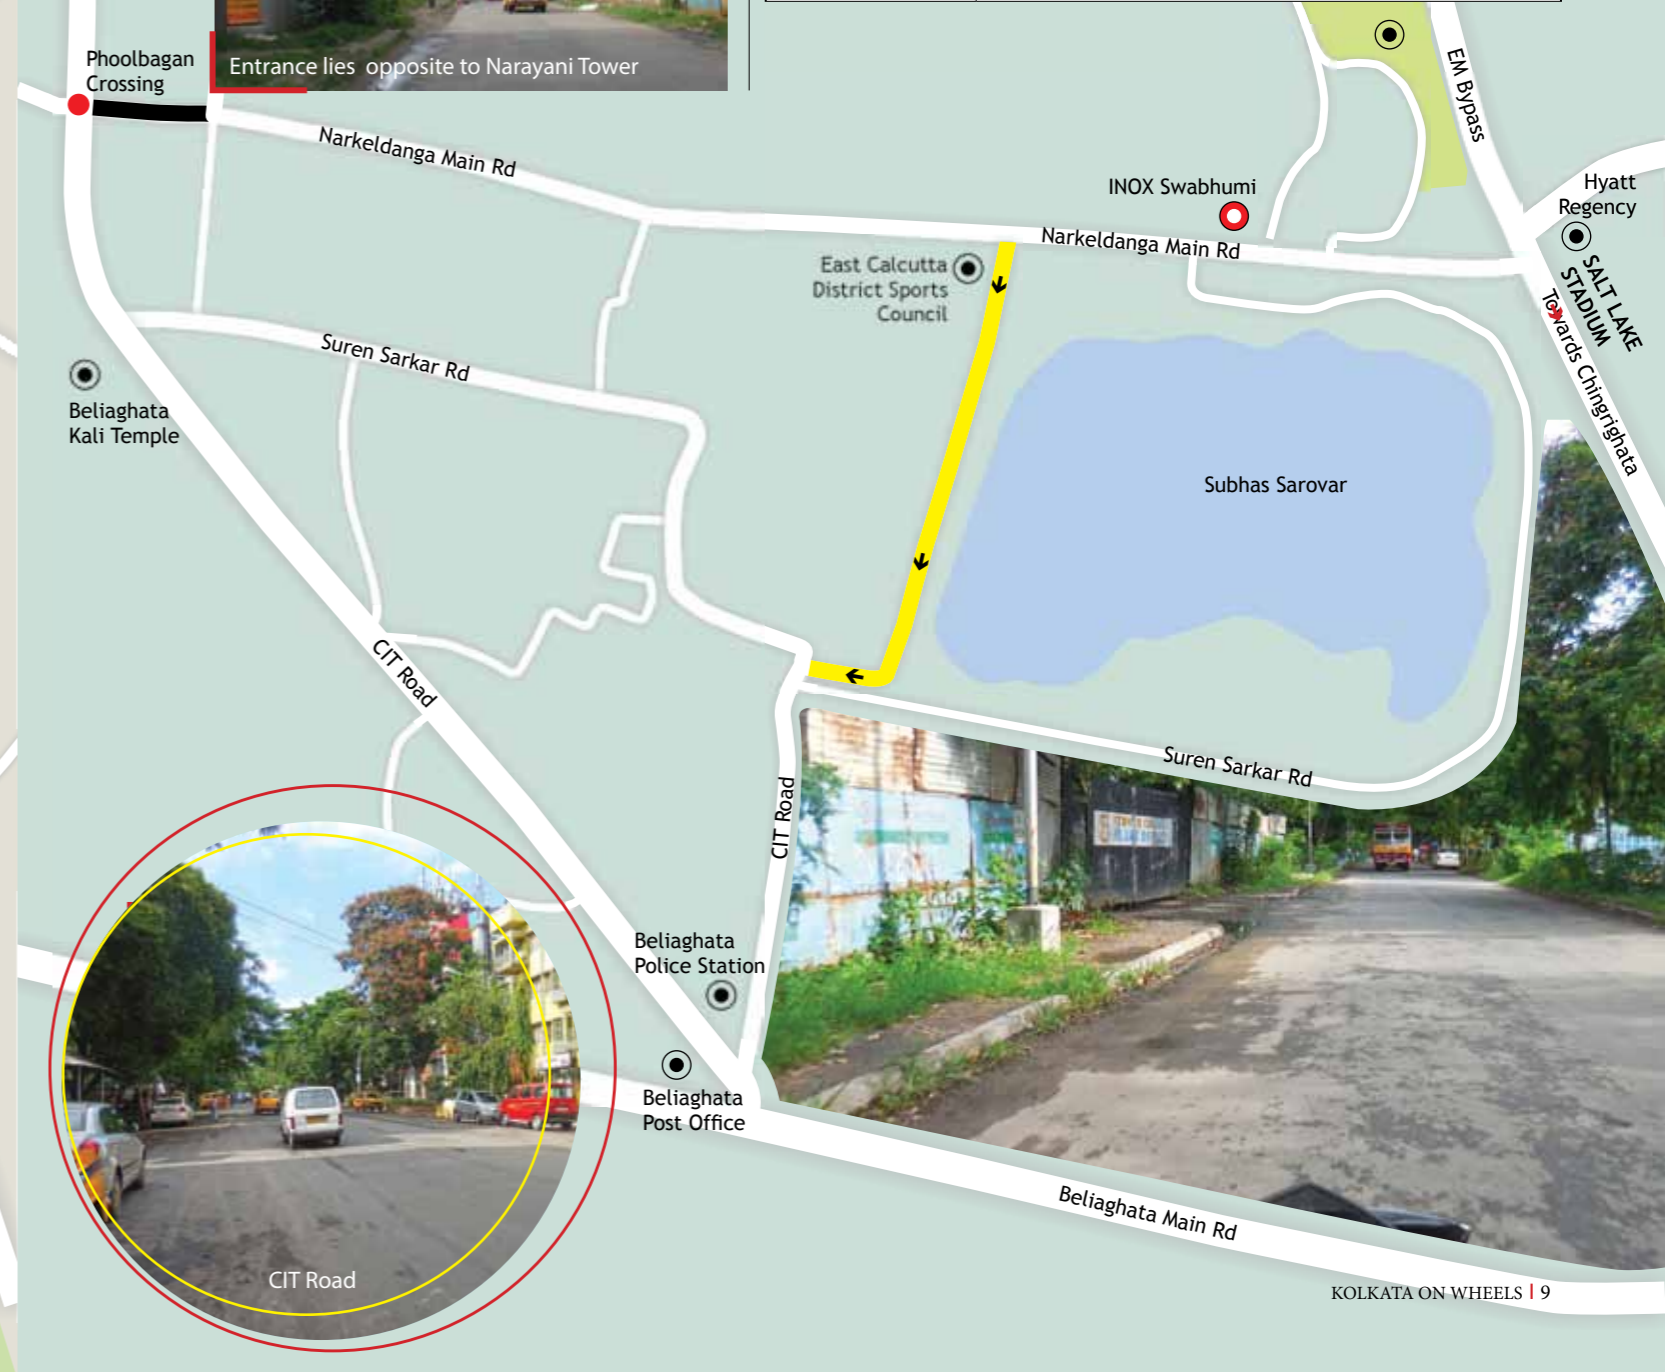 Entrance lies opposite to Narayani Tower
Phoolbagan
Crossing
Narkeldanga Main Rd
EM Bypass
INOX Swabhumi
Hyatt
Regency
Narkeldanga Main Rd
SALT LAKE
STADIUM
Towards Chingrighata
East Calcutta
District Sports
Council
Suren Sarkar Rd
Beliaghata
Kali Temple
Subhas Sarovar
CIT Road
Suren Sarkar Rd
CIT Road
Beliaghata
Police Station
Beliaghata
Post Office
Beliaghata Main Rd
CIT Road
KOLKATA ON WHEELS | 9